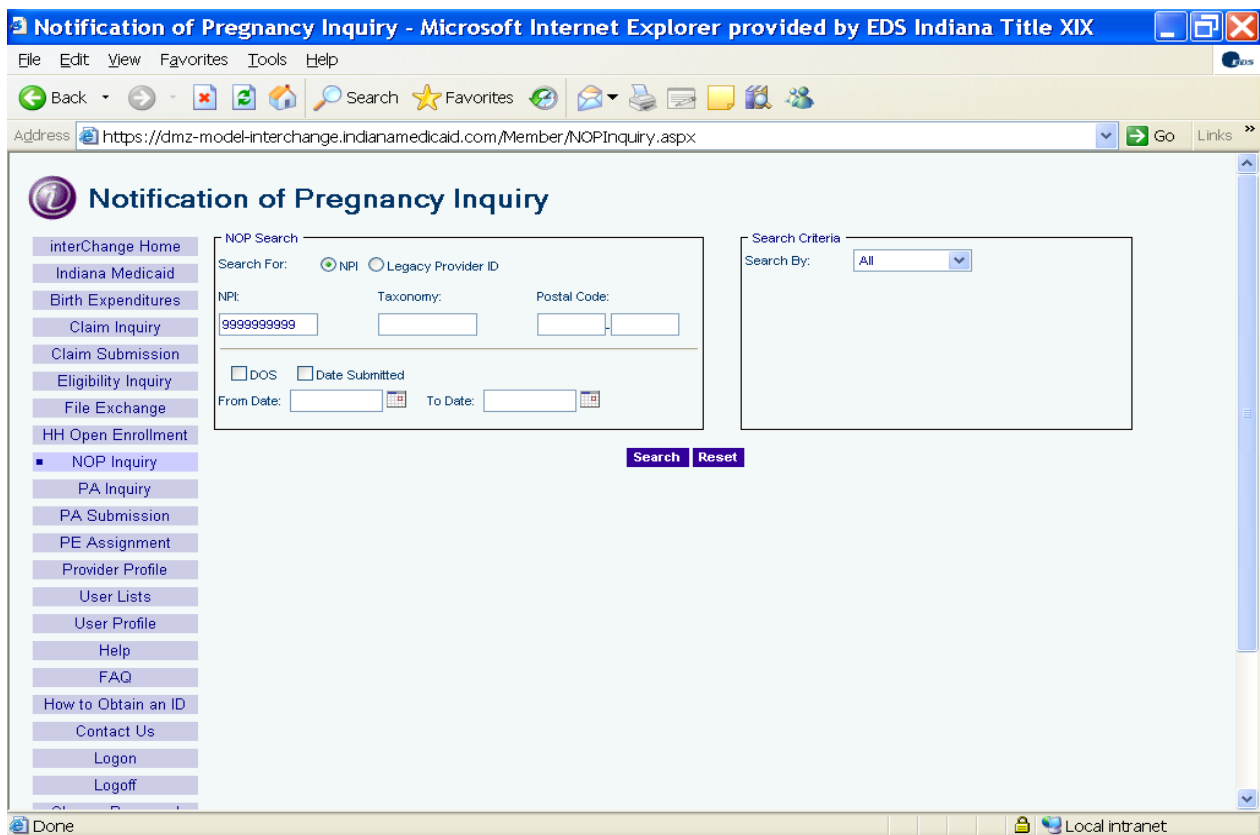 Notification of Pregnancy Inquiry - Microsoft Internet Explorer provided by EDS Indiana Title XIX
File Edit View Favorites Tools Help
EDS
Back Search Favorites
Address https://dmz-model-interchange.indianamedicaid.com/Member/NOPInquiry.aspx Go Links »
Notification of Pregnancy Inquiry
interChange Home
Indiana Medicaid
Birth Expenditures
Claim Inquiry
Claim Submission
Eligibility Inquiry
File Exchange
HH Open Enrollment
NOP Inquiry
PA Inquiry
PA Submission
PE Assignment
Provider Profile
User Lists
User Profile
Help
FAQ
How to Obtain an ID
Contact Us
Logon
Logoff
NOP Search
Search For: NPI Legacy Provider ID
NPI: Taxonomy: Postal Code:
9999999999 -
DOS Date Submitted
From Date: To Date:
Search Criteria
Search By: All
Search Reset
Done Local intranet